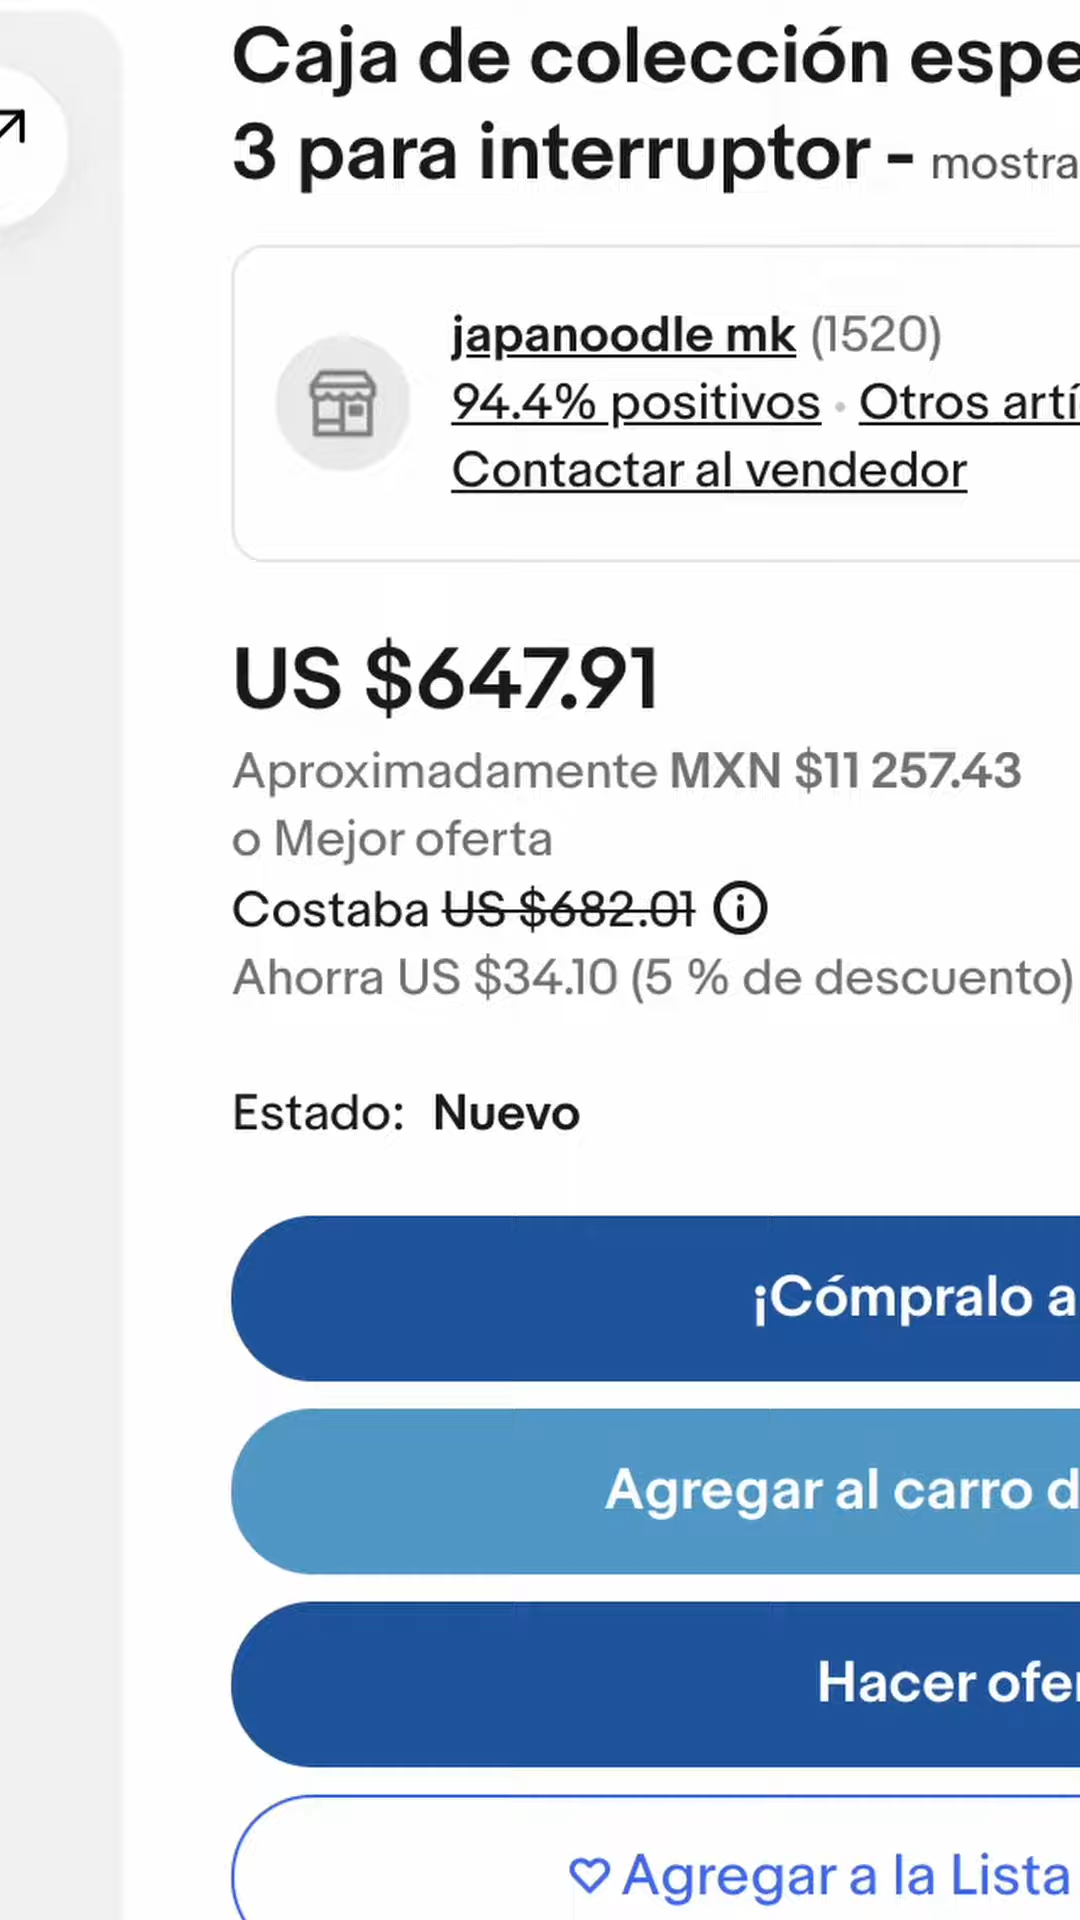 Caja de colección espe
3 para interruptor - mostra
japanoodle mk (1520)
94.4% positivos • Otros artí
Contactar al vendedor
US $647.91
Aproximadamente MXN $11 257.43
o Mejor oferta
Costaba US $682.01
Ahorra US $34.10 (5 % de descuento)
Estado: Nuevo
¡Cómpralo a
Agregar al carro d
Hacer ofer
Agregar a la Lista